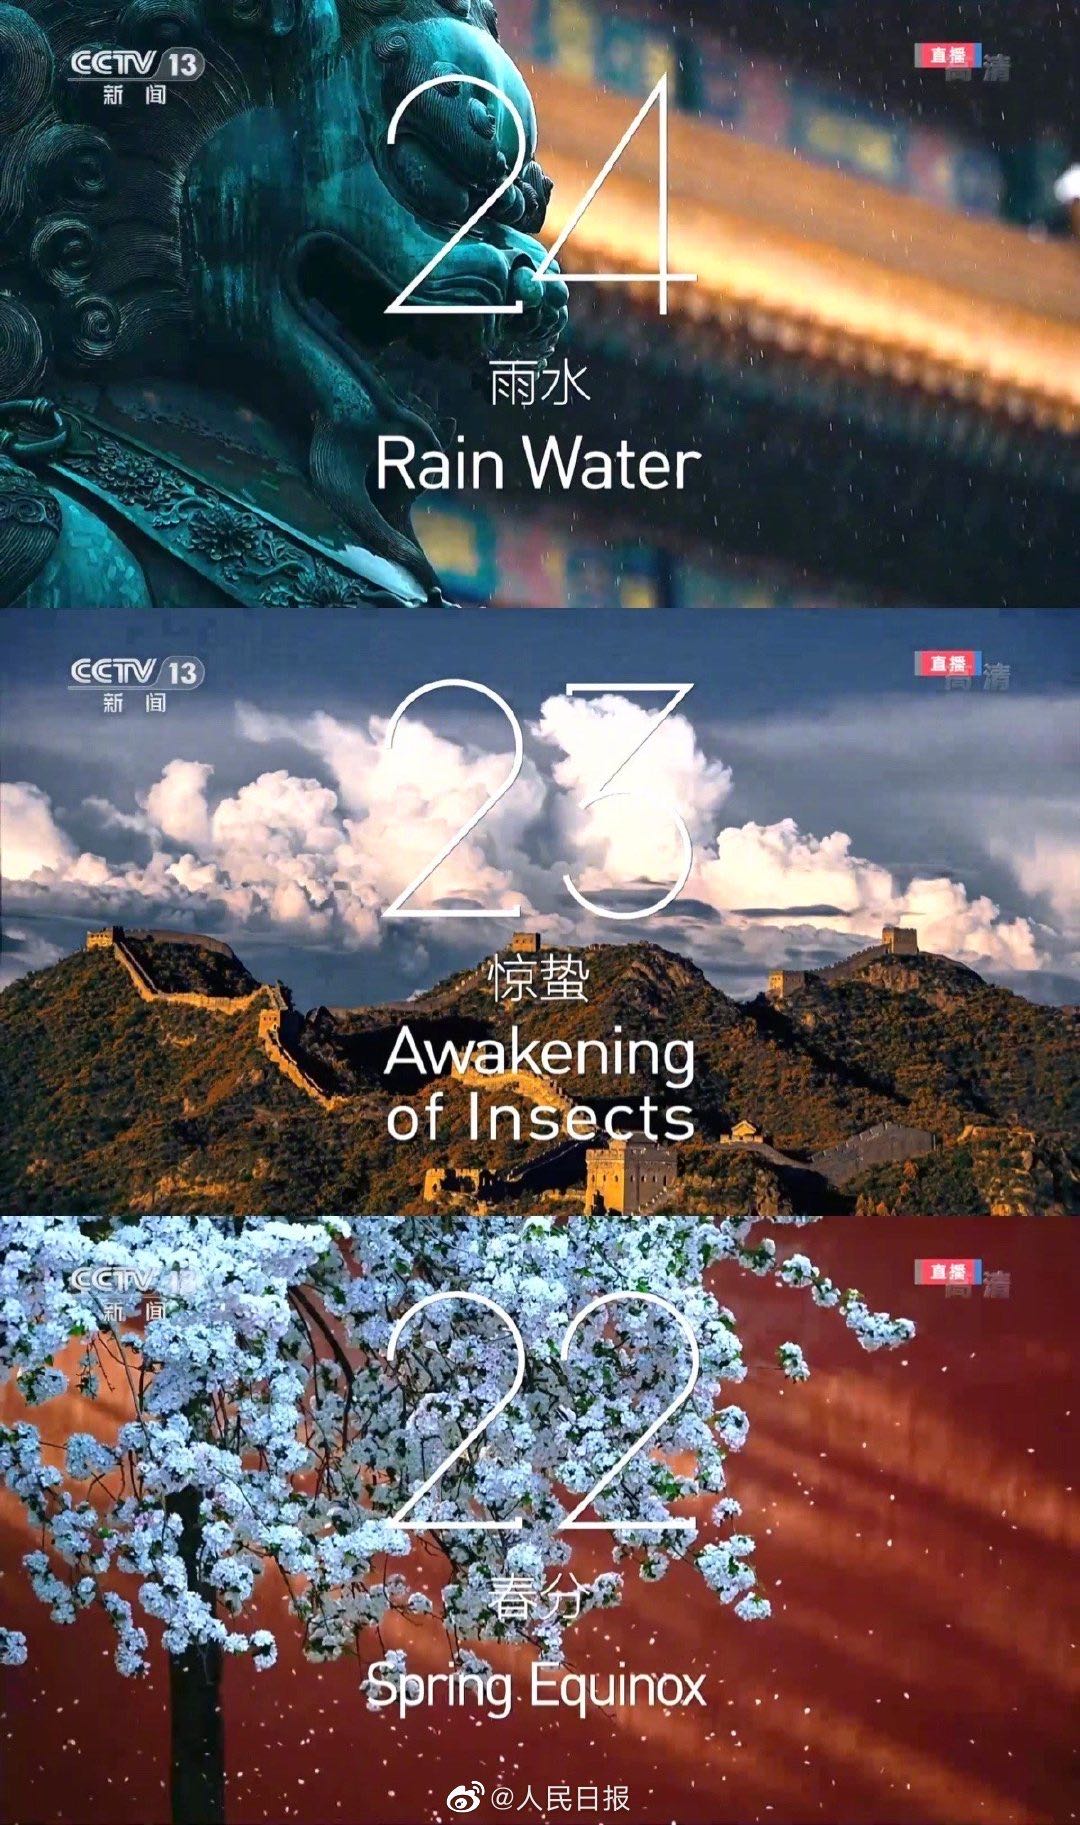 CCTV 13
新闻
直播
高清
24
雨水
Rain Water
CCTV 13
新闻
直播
高清
23
惊蛰
Awakening
of Insects
CCTV 13
新闻
直播
高清
22
春分
Spring Equinox
@人民日报